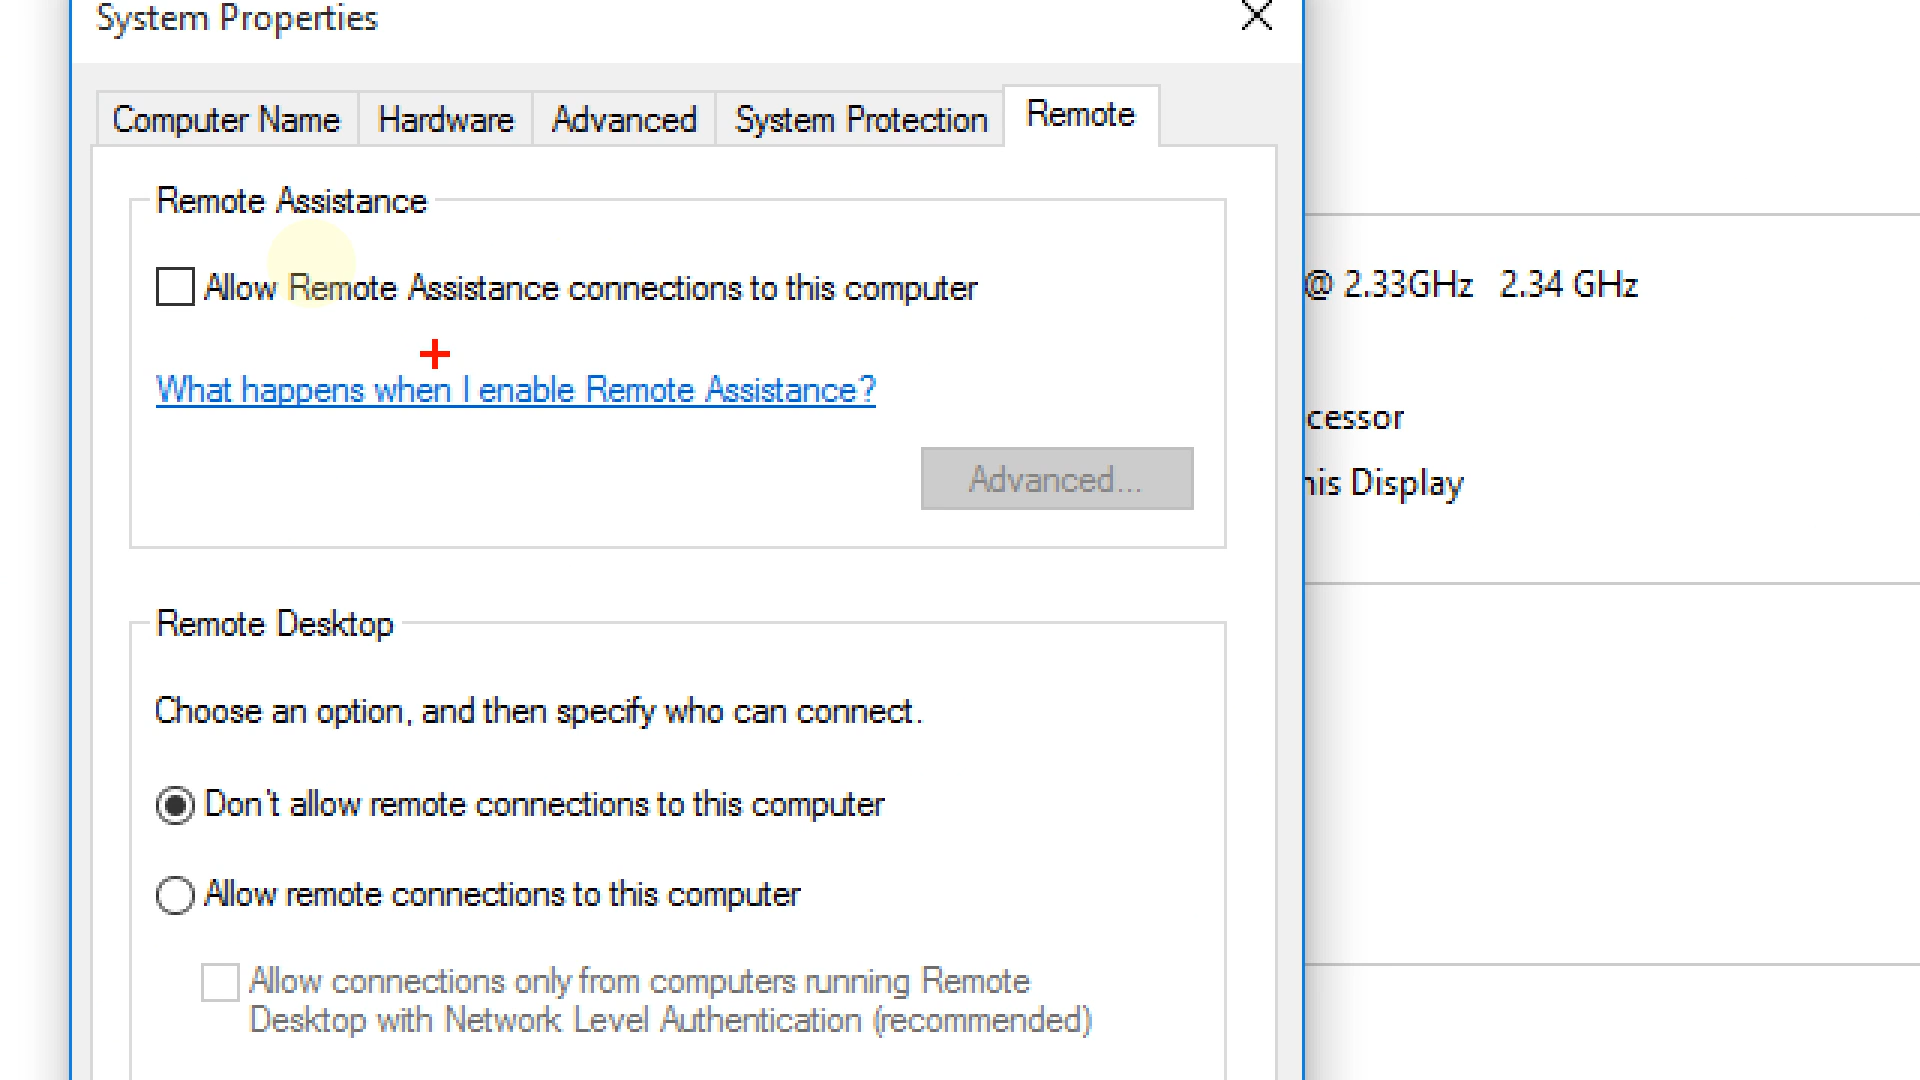 System Properties
Computer Name
Hardware
Advanced
System Protection
Remote
Remote Assistance
Allow Remote Assistance connections to this computer
What happens when I enable Remote Assistance?
Advanced...
Remote Desktop
Choose an option, and then specify who can connect.
Don't allow remote connections to this computer
Allow remote connections to this computer
Allow connections only from computers running Remote
Desktop with Network Level Authentication (recommended)
@ 2.33GHz 2.34 GHz
cessor
his Display